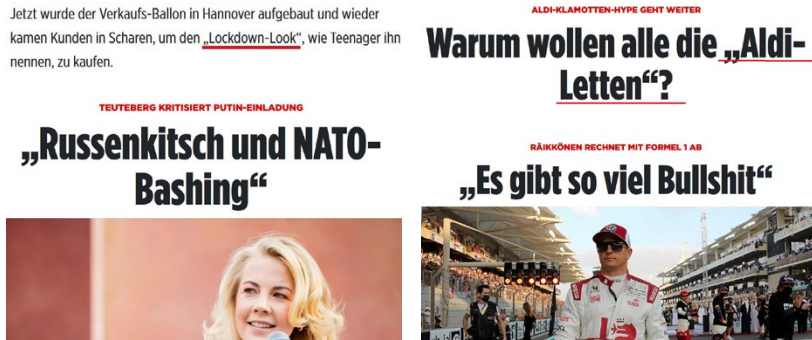 Jetzt wurde der Verkaufs-Ballon in Hannover aufgebaut und wieder
kamen Kunden in Scharen, um den „Lockdown-Look“, wie Teenager ihn
nennen, zu kaufen.
TEUTEBERG KRITISIERT PUTIN-EINLADUNG
„Russenkitsch und NATO-
Bashing“
ALDI-KLAMOTTEN-HYPE GEHT WEITER
Warum wollen alle die „Aldi-
Letten“?
RÄIKKÖNEN RECHNET MIT FORMEL 1 AB
„Es gibt so viel Bullshit“